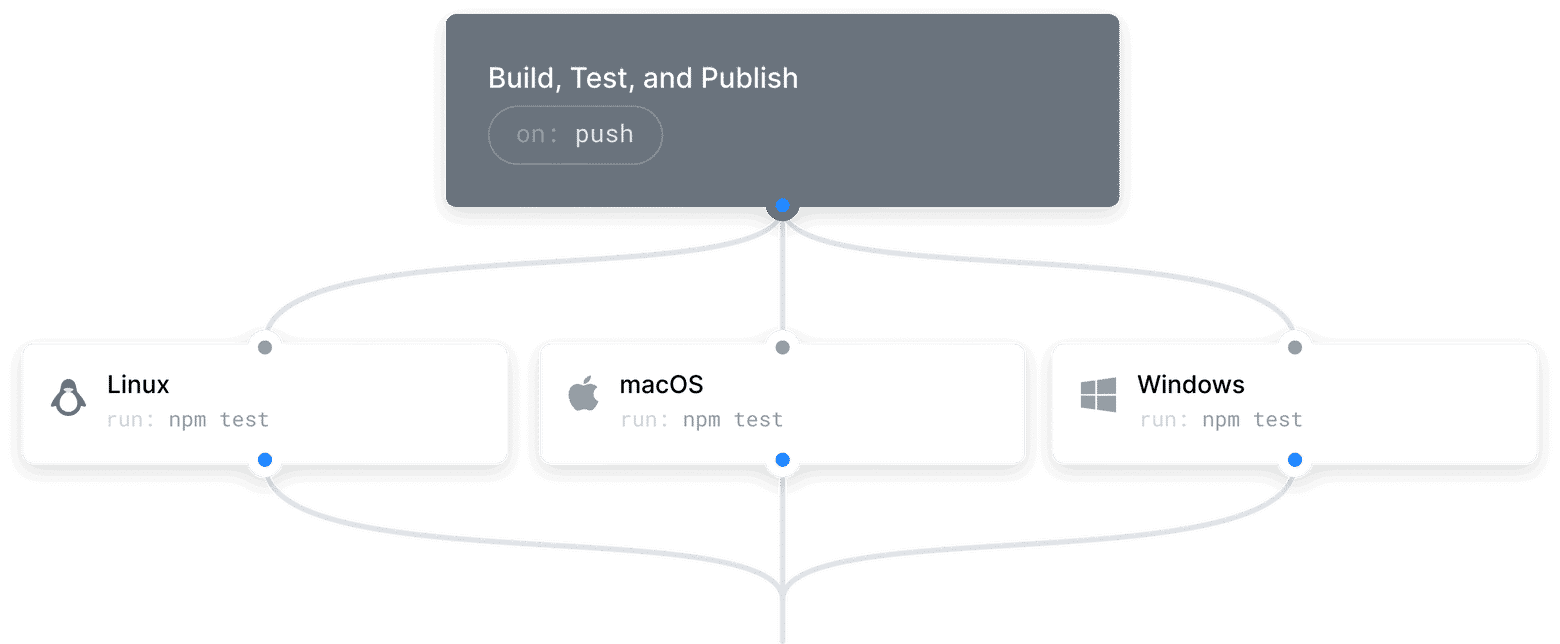 Build, Test, and Publish
on: push
Linux
run: npm test
macOS
run: npm test
Windows
run: npm test